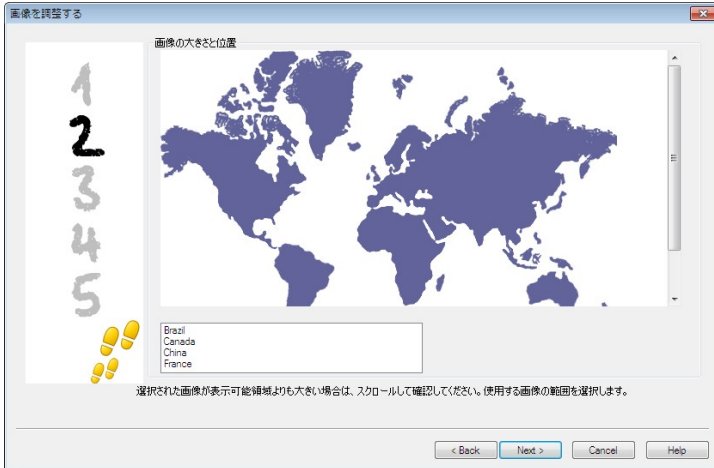 画像を調整する
画像の大きさと位置
1
2
3
4
5
Brazil
Canada
China
France
選択された画像が表示可能領域よりも大きい場合は、スクロールして確認してください。使用する画像の範囲を選択します。
< Back Next > Cancel Help